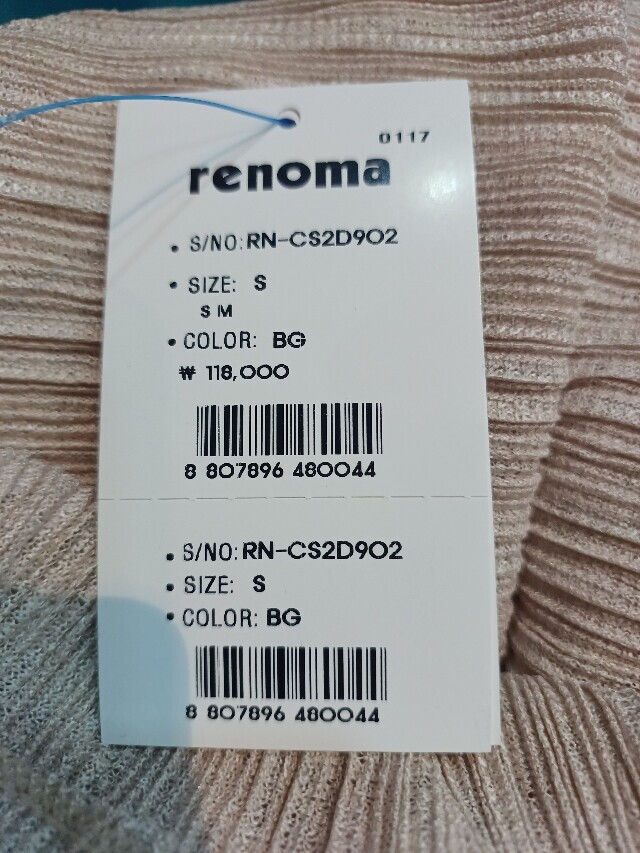 0117
renoma
• S/NO: RN-CS2D902
• SIZE: S
S M
• COLOR: BG
₩ 118,000
8 807896 480044
• S/NO: RN-CS2D902
• SIZE: S
• COLOR: BG
8 807896 480044